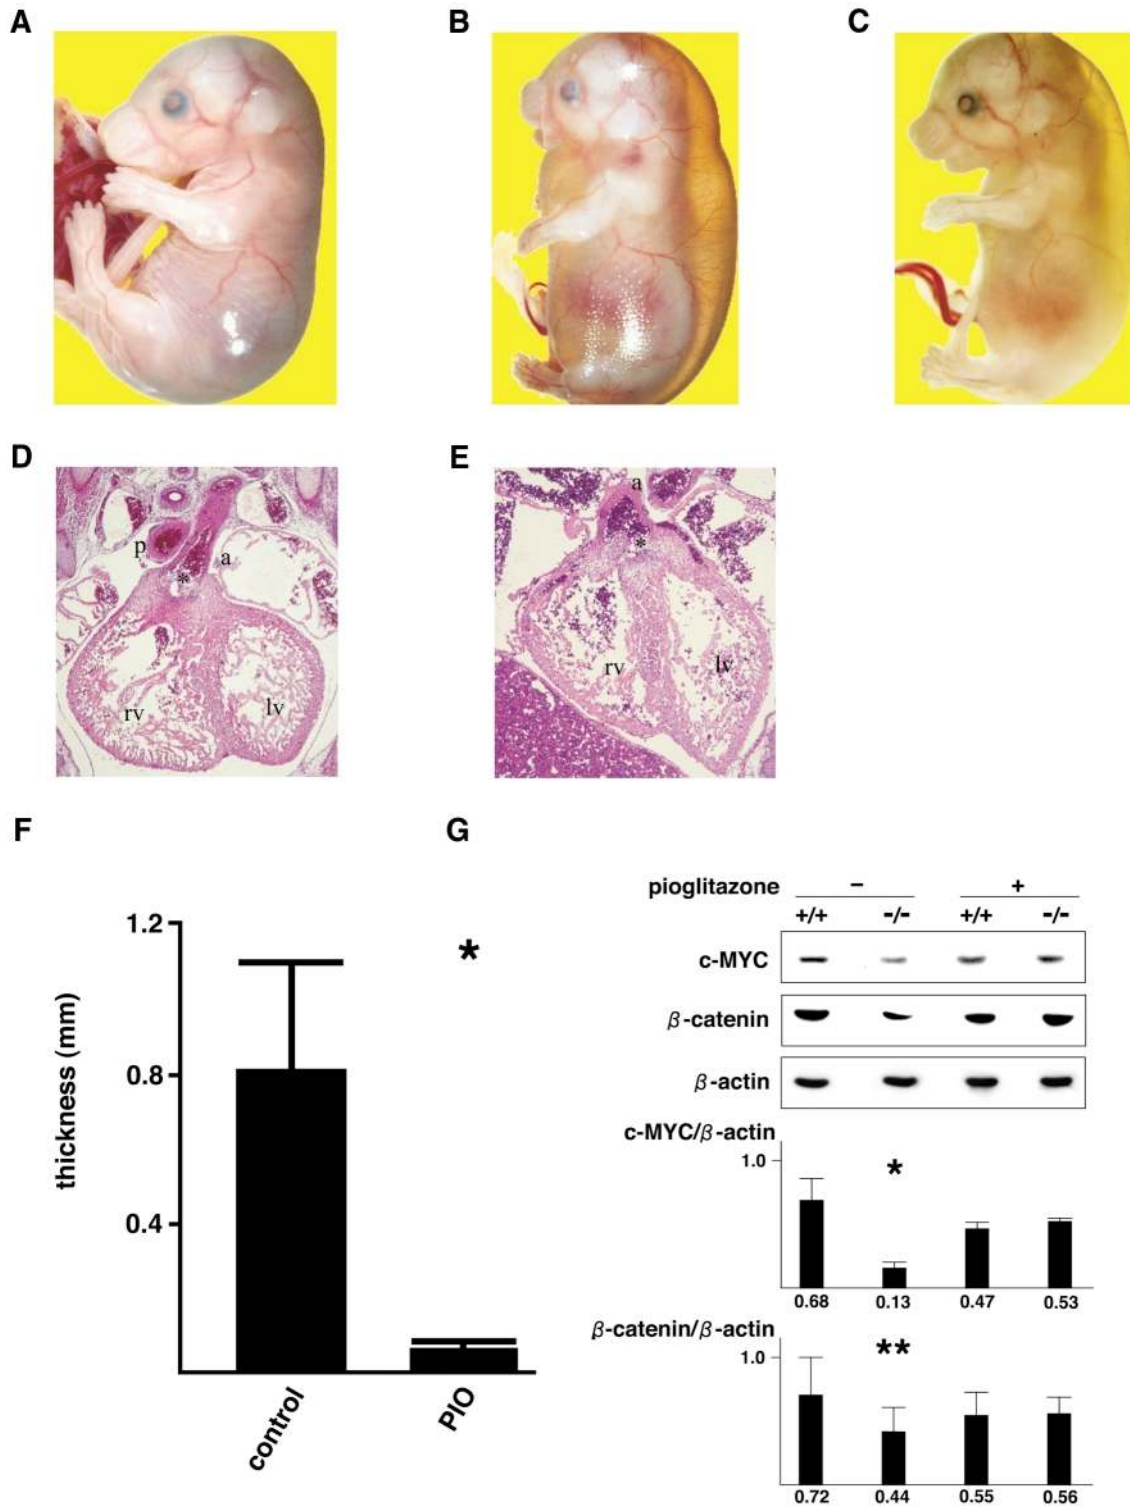 A
B
C
D
E
p
a
*
rv
lv
a
*
rv
lv
F
G
thickness (mm)
1.2
0.8
0.4
*
control
PIO
pioglitazone
− +
+/+ -/- +/+ -/-
c-MYC
β-catenin
β-actin
c-MYC/β-actin
1.0
*
0.68 0.13 0.47 0.53
β-catenin/β-actin
1.0
**
0.72 0.44 0.55 0.56